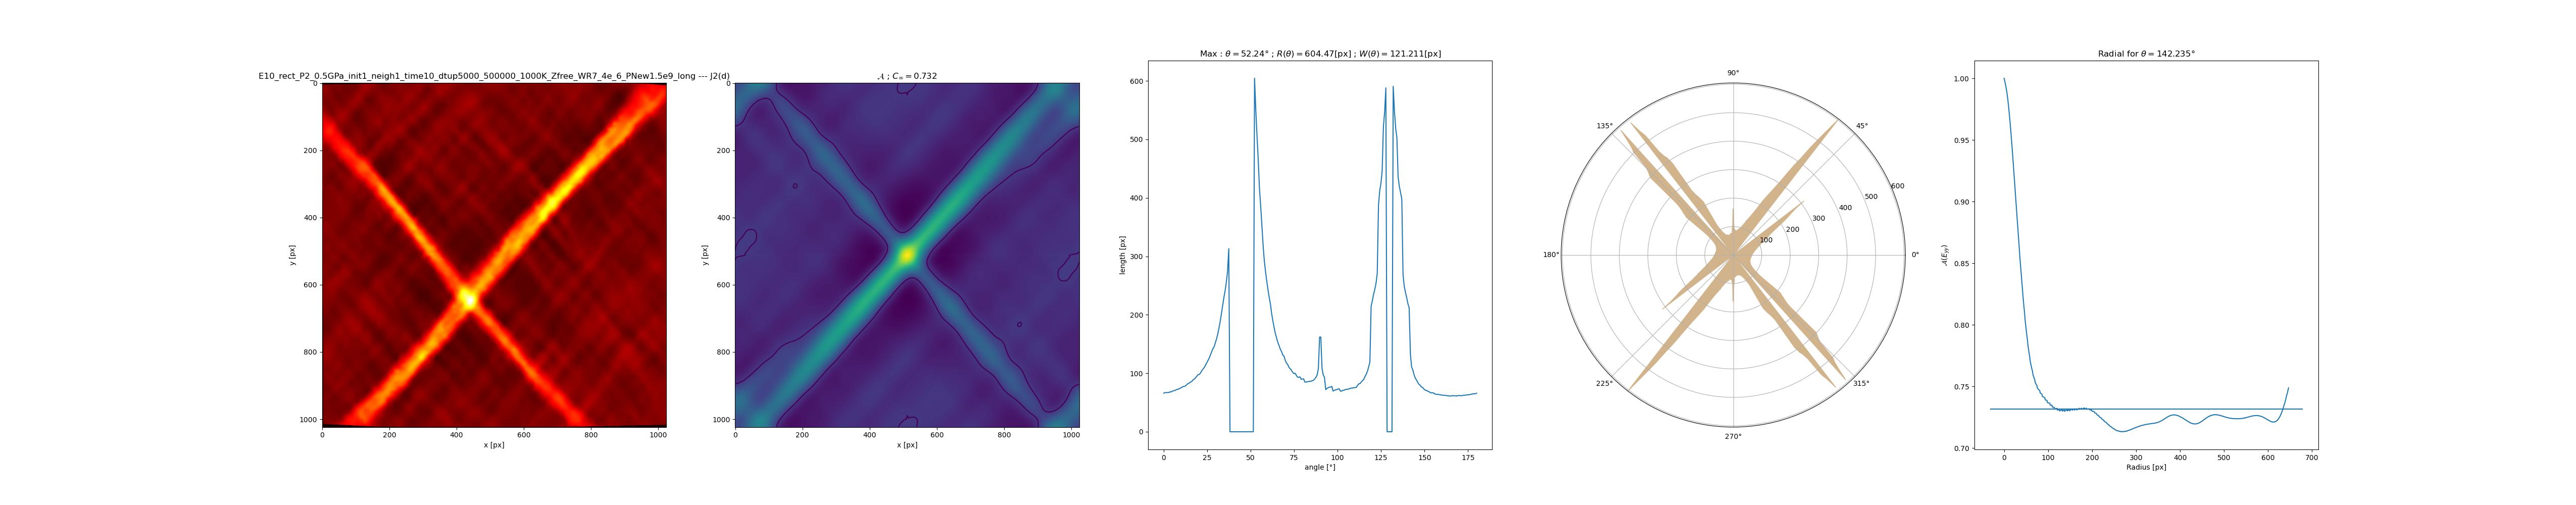 E10_rect_P2_0.5GPa_init1_neigh1_time10_dtup5000_500000_1000K_Zfree_WR7_4e_6_PNew1.5e9_long --- J2(d)
0
200
400
600
800
1000
y [px]
0 200 400 600 800 1000
x [px]
𝒜 ; C∞ = 0.732
0
200
400
600
800
1000
y [px]
0 200 400 600 800 1000
x [px]
Max : θ = 52.24° ; R(θ) = 604.47[px] ; W(θ) = 121.211[px]
600
500
400
300
200
100
0
length [px]
0 25 50 75 100 125 150 175
angle [°]
90°
135° 45°
600
500
400
300
200
100
180° 0°
225° 315°
270°
Radial for θ = 142.235°
1.00
0.95
0.90
0.85
0.80
0.75
0.70
𝒜(Eyy)
0 100 200 300 400 500 600 700
Radius [px]